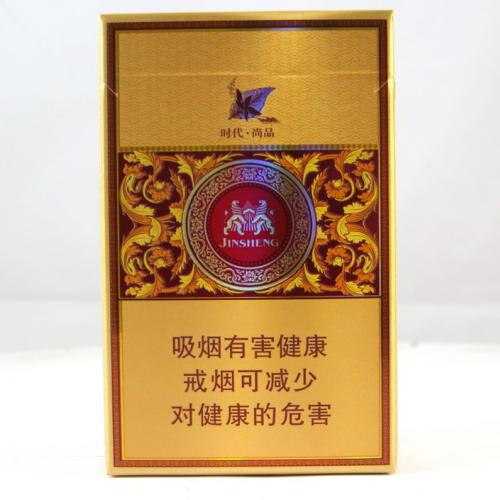 时代·尚品
JINSHENG
吸烟有害健康
戒烟可减少
对健康的危害